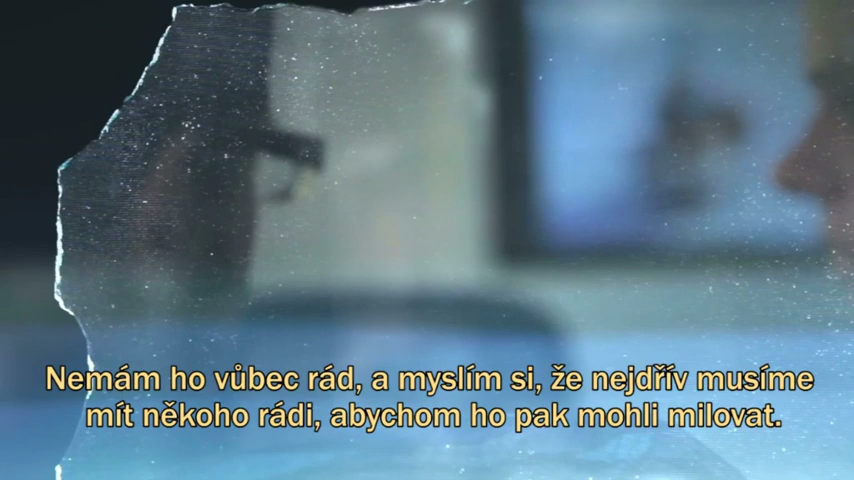 Nemám ho vůbec rád, a myslím si, že nejdřív musíme
mít někoho rádi, abychom ho pak mohli milovat.